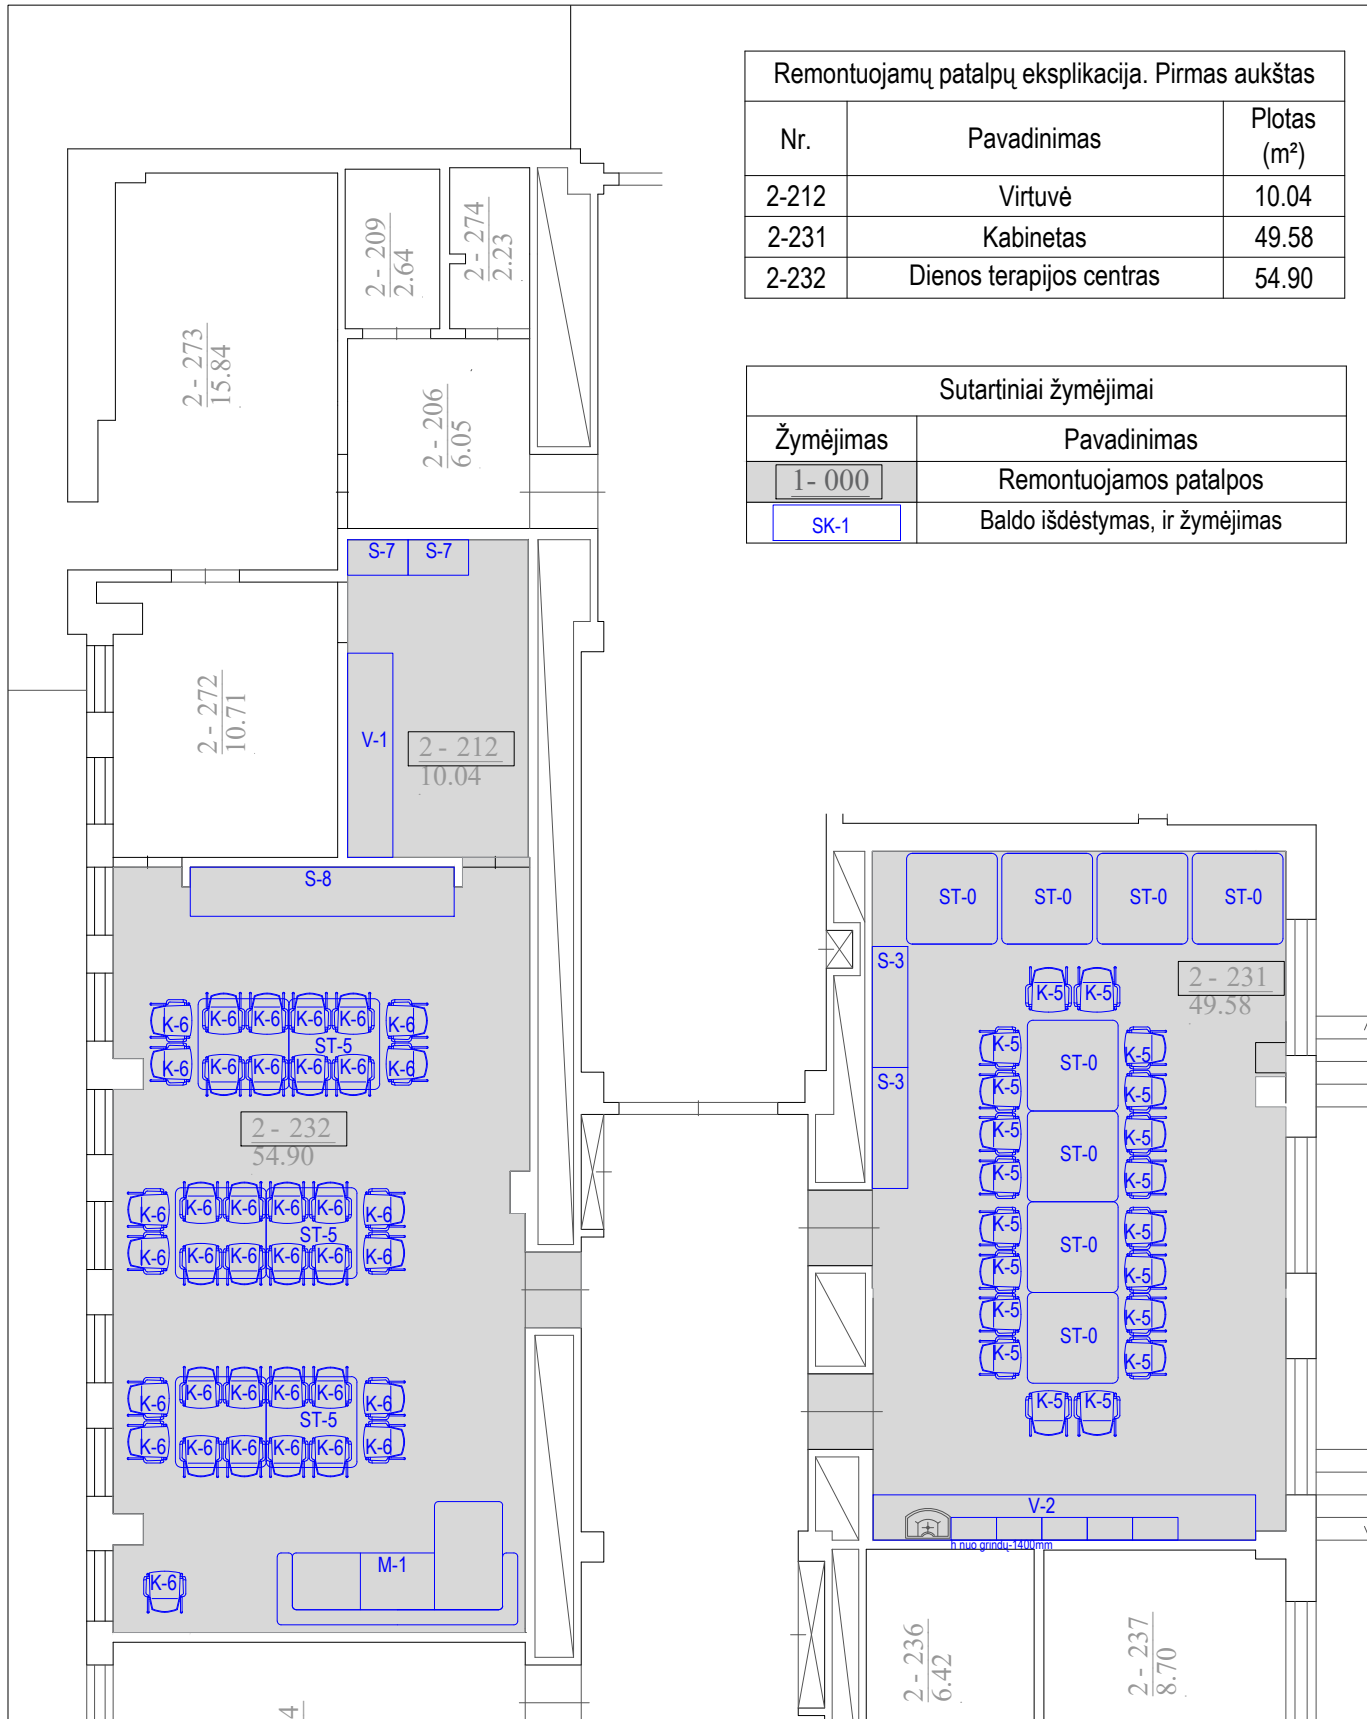 Remontuojamų patalpų eksplikacija. Pirmas aukštas
Nr. Pavadinimas Plotas (m²)
2-212 Virtuvė 10.04
2-231 Kabinetas 49.58
2-232 Dienos terapijos centras 54.90
Sutartiniai žymėjimai
Žymėjimas Pavadinimas
1- 000 Remontuojamos patalpos
SK-1 Baldo išdėstymas, ir žymėjimas
2 - 209
2.64
2 - 274
2.23
2 - 273
15.84
2 - 206
6.05
S-7 S-7
2 - 272
10.71
V-1
2 - 212
10.04
S-8
K-6 K-6 K-6 K-6 K-6 K-6
ST-5
K-6 K-6 K-6 K-6 K-6 K-6
2 - 232
54.90
K-6 K-6 K-6 K-6 K-6 K-6
ST-5
K-6 K-6 K-6 K-6 K-6 K-6
K-6 K-6 K-6 K-6 K-6 K-6
ST-5
K-6 K-6 K-6 K-6 K-6 K-6
M-1
K-6
4
ST-0 ST-0 ST-0 ST-0
S-3
2 - 231
49.58
K-5 K-5
K-5 ST-0 K-5
S-3
K-5 K-5
K-5 ST-0 K-5
K-5 K-5
K-5 ST-0 K-5
K-5 K-5
K-5 ST-0 K-5
K-5 K-5
K-5 K-5
V-2
h nuo grindų-1400mm
2 - 236
6.42
2 - 237
8.70